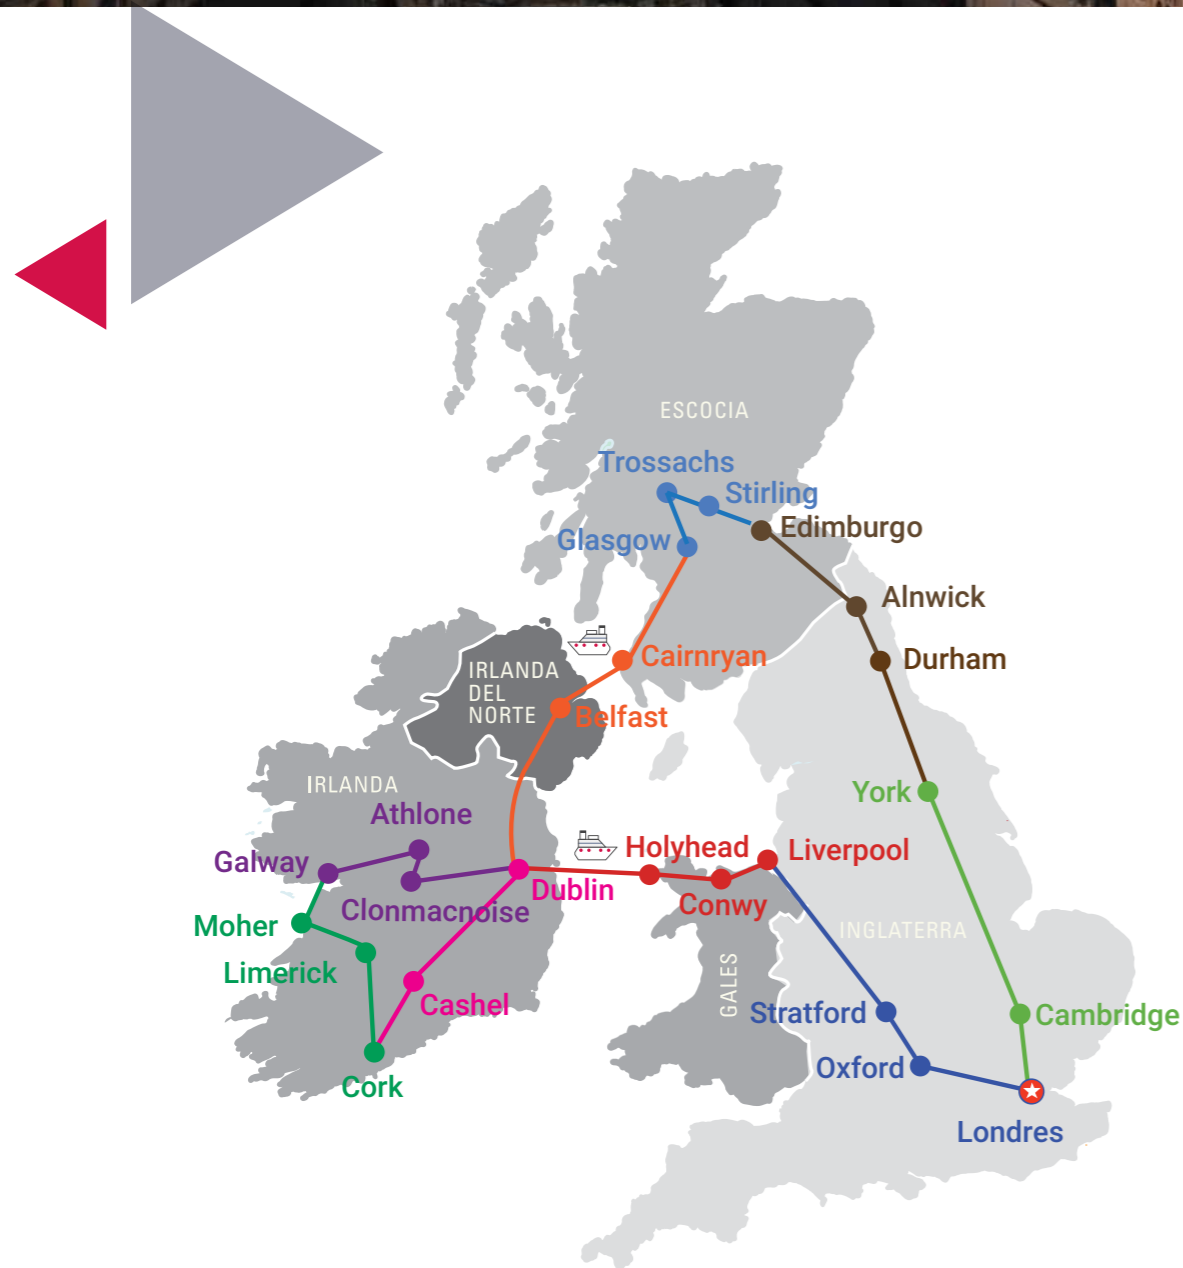 ESCOCIA
Trossachs
Stirling
Edimburgo
Glasgow
Alnwick
Cairnryan
Durham
IRLANDA
DEL
NORTE
Belfast
IRLANDA
York
Athlone
Galway
Holyhead
Liverpool
Dublin
Conwy
Clonmacnoise
Moher
INGLATERRA
Limerick
GALES
Cashel
Stratford
Cambridge
Oxford
Cork
Londres